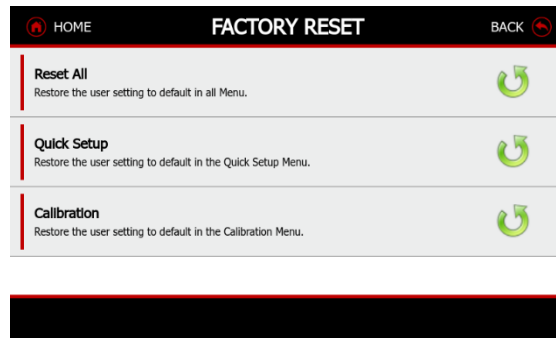 HOME FACTORY RESET BACK
Reset All
Restore the user setting to default in all Menu.
Quick Setup
Restore the user setting to default in the Quick Setup Menu.
Calibration
Restore the user setting to default in the Calibration Menu.